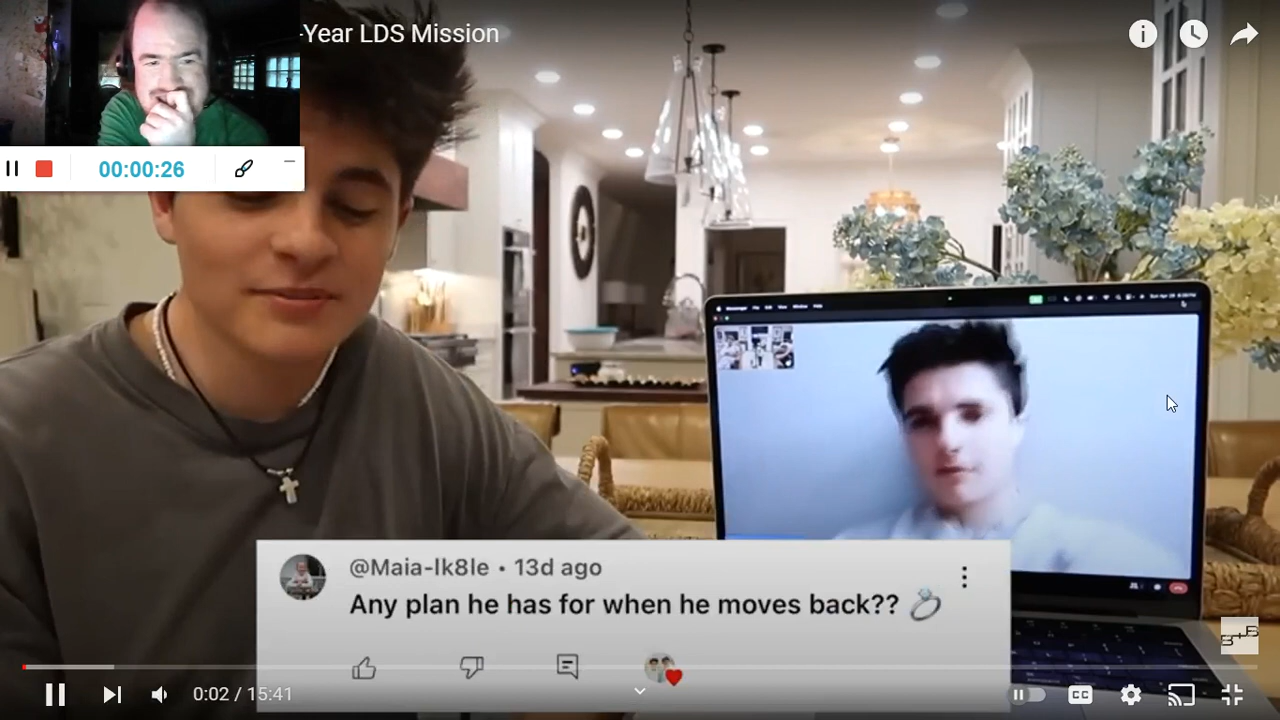 -Year LDS Mission
00:00:26
@Maia-lk8le • 13d ago
Any plan he has for when he moves back?? 💍
0:02 / 15:41
CC